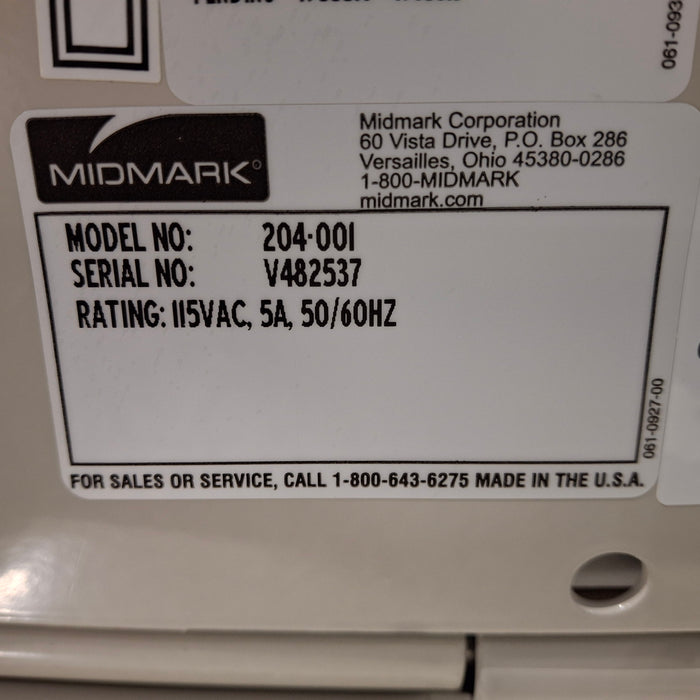 061-093
MIDMARK
Midmark Corporation
60 Vista Drive, P.O. Box 286
Versailles, Ohio 45380-0286
1-800-MIDMARK
midmark.com
MODEL NO: 204-001
SERIAL NO: V482537
RATING: 115VAC, 5A, 50/60HZ
061-0927-00
FOR SALES OR SERVICE, CALL 1-800-643-6275 MADE IN THE U.S.A.